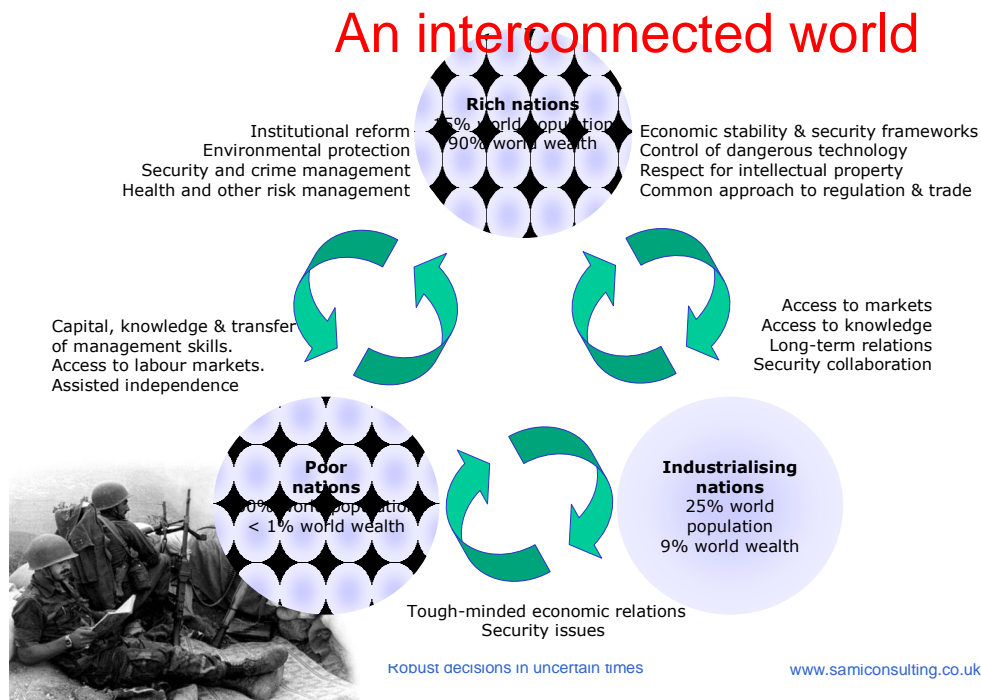 An interconnected world
Rich nations
world population
90% world wealth
Institutional reform
Environmental protection
Security and crime management
Health and other risk management
Economic stability & security frameworks
Control of dangerous technology
Respect for intellectual property
Common approach to regulation & trade
Capital, knowledge & transfer
of management skills.
Access to labour markets.
Assisted independence
Access to markets
Access to knowledge
Long-term relations
Security collaboration
Poor
nations
world population
< 1% world wealth
Industrialising
nations
25% world
population
9% world wealth
Tough-minded economic relations
Security issues
Robust decisions in uncertain times
www.samiconsulting.co.uk